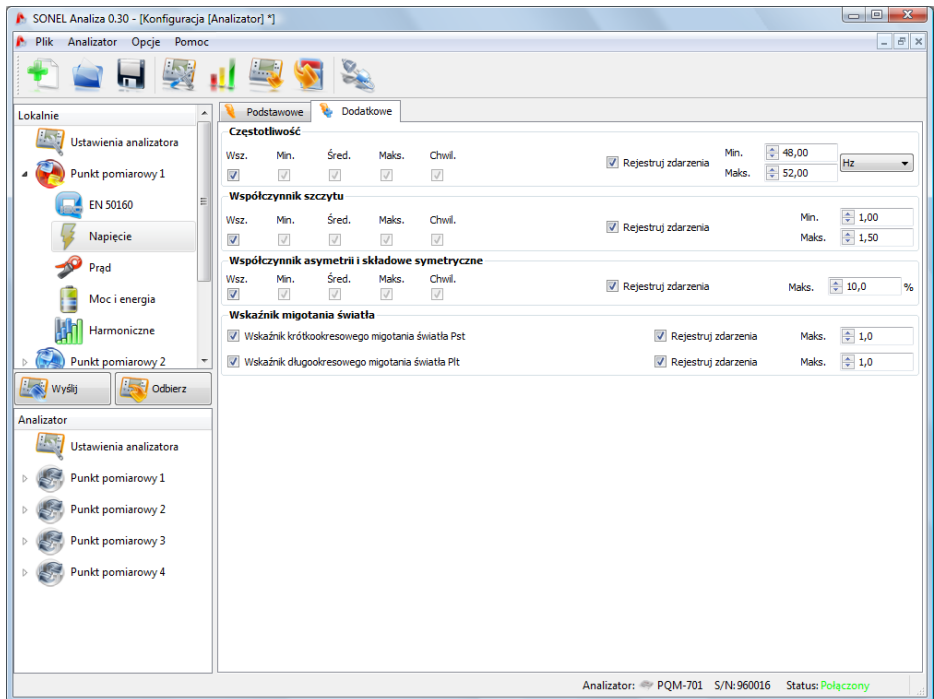 SONEL Analiza 0.30 - [Konfiguracja [Analizator] *]
Plik Analizator Opcje Pomoc
Lokalnie
Ustawienia analizatora
Punkt pomiarowy 1
EN 50160
Napięcie
Prąd
Moc i energia
Harmoniczne
Punkt pomiarowy 2
Wyślij Odbierz
Analizator
Ustawienia analizatora
Punkt pomiarowy 1
Punkt pomiarowy 2
Punkt pomiarowy 3
Punkt pomiarowy 4
Podstawowe Dodatkowe
Częstotliwość
Wsz. Min. Śred. Maks. Chwil.
Rejestruj zdarzenia
Min. 48,00
Maks. 52,00
Hz
Współczynnik szczytu
Wsz. Min. Śred. Maks. Chwil.
Rejestruj zdarzenia
Min. 1,00
Maks. 1,50
Współczynnik asymetrii i składowe symetryczne
Wsz. Min. Śred. Maks. Chwil.
Rejestruj zdarzenia Maks. 10,0 %
Wskaźnik migotania światła
Wskaźnik krótkookresowego migotania światła Pst Rejestruj zdarzenia Maks. 1,0
Wskaźnik długookresowego migotania światła Plt Rejestruj zdarzenia Maks. 1,0
Analizator: PQM-701 S/N: 960016 Status: Połączony